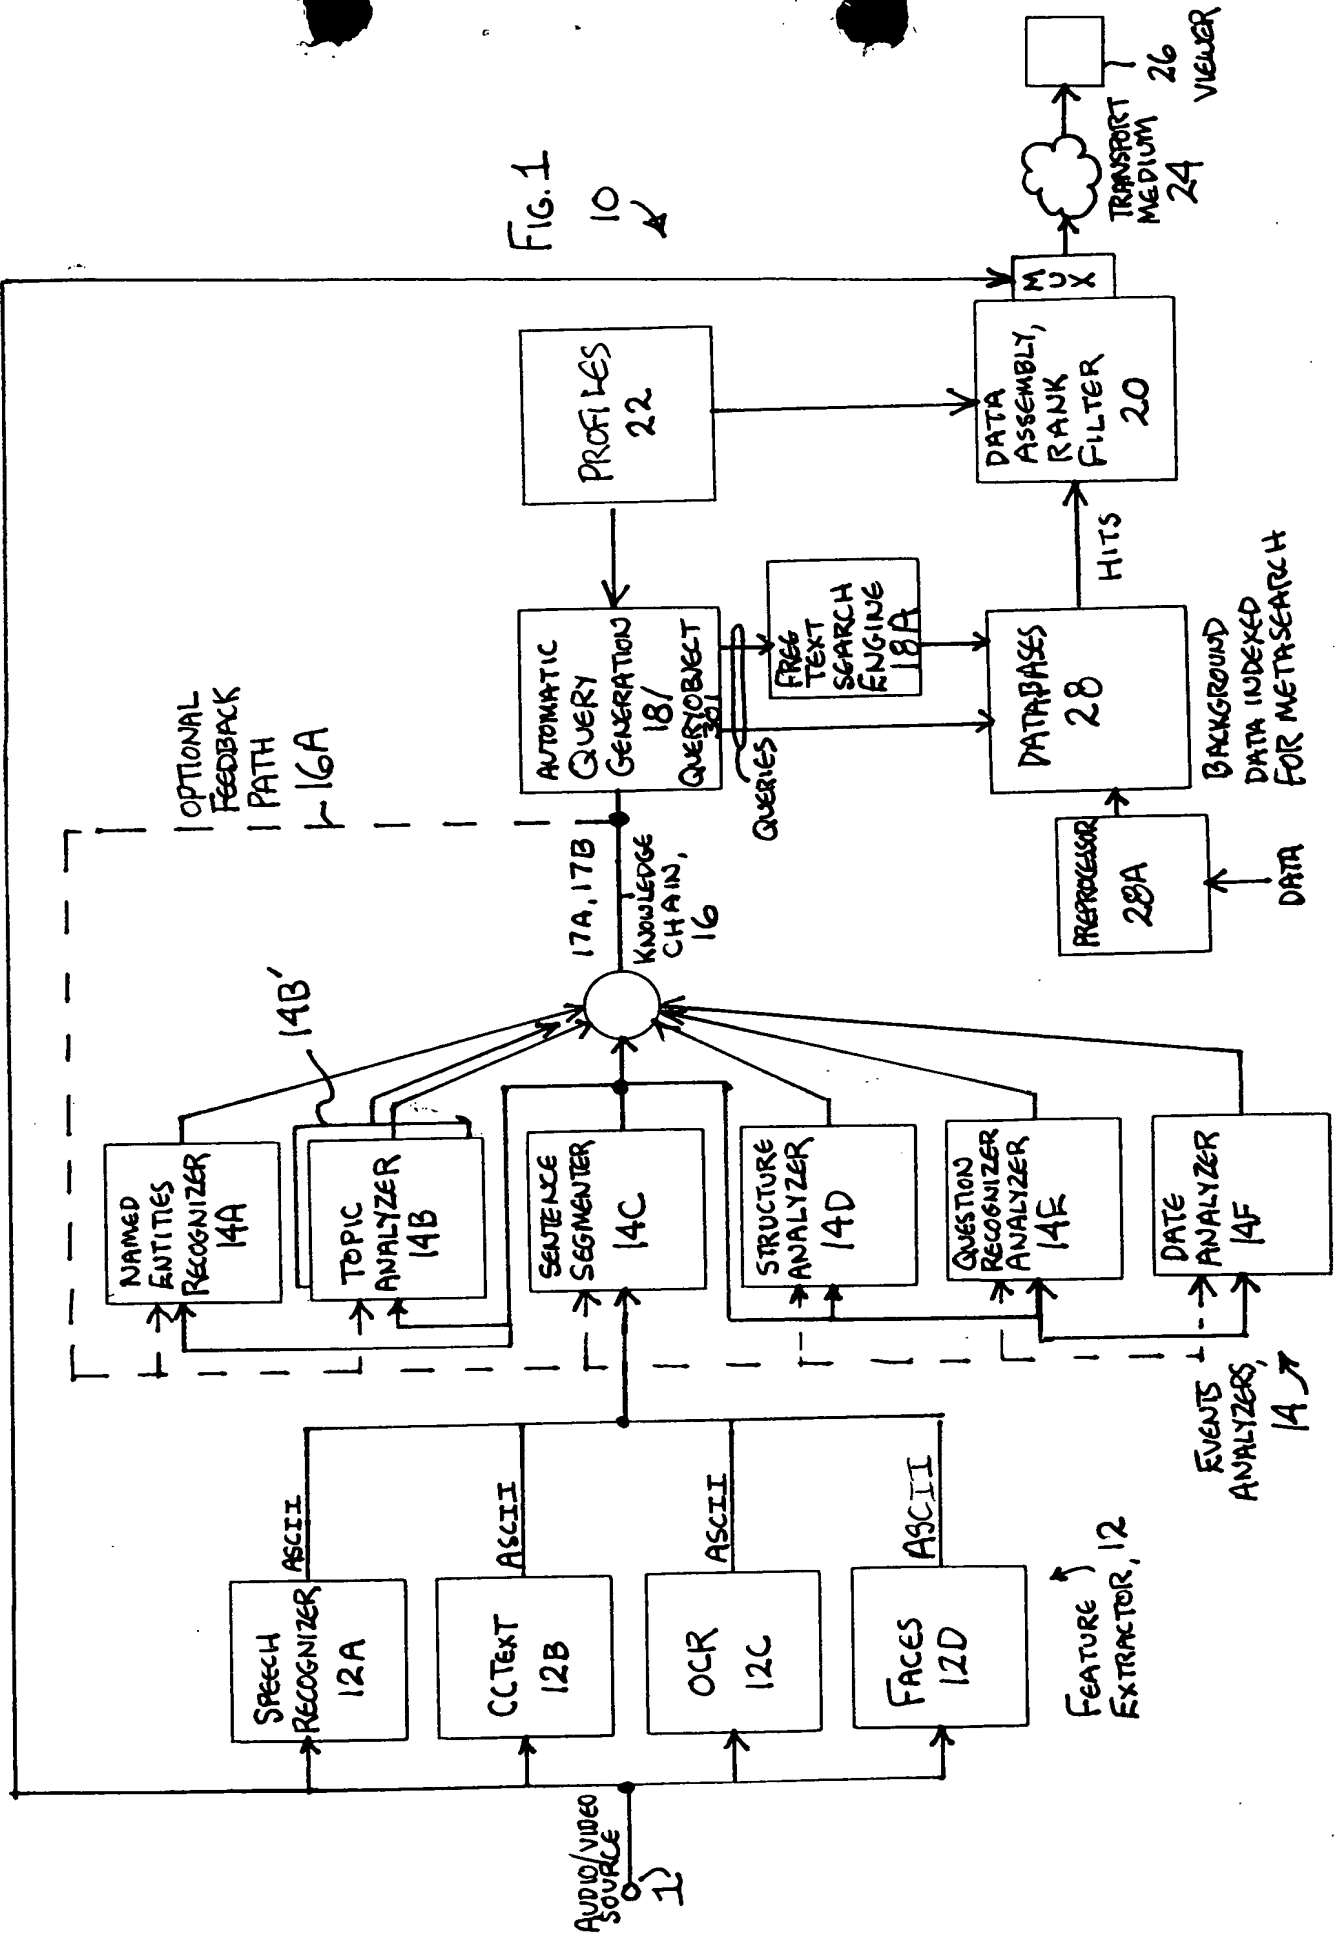 FIG. 1
10
AUDIO/VIDEO
SOURCE
1
SPEECH
RECOGNIZER
12A
ASCII
CCTEXT
12B
ASCII
OCR
12C
ASCII
FACES
12D
ASCII
FEATURE
EXTRACTOR, 12
NAMED
ENTITIES
RECOGNIZER
14A
14B'
TOPIC
ANALYZER
14B
SENTENCE
SEGMENTER
14C
STRUCTURE
ANALYZER
14D
QUESTION
RECOGNIZER
ANALYZER
14E
DATE
ANALYZER
14F
EVENTS
ANALYZERS,
14
OPTIONAL
FEEDBACK
PATH
16A
17A, 17B
KNOWLEDGE
CHAIN,
16
AUTOMATIC
QUERY
GENERATION
18/
QUERYOBJECT
301
QUERIES
PROFILES
22
FREE
TEXT
SEARCH
ENGINE
18A
DATABASES
28
PREPROCESSOR
28A
DATA
BACKGROUND
DATA INDEXED
FOR METASEARCH
HITS
DATA
ASSEMBLY,
RANK
FILTER
20
MUX
TRANSPORT
MEDIUM
24
26
VIEWER